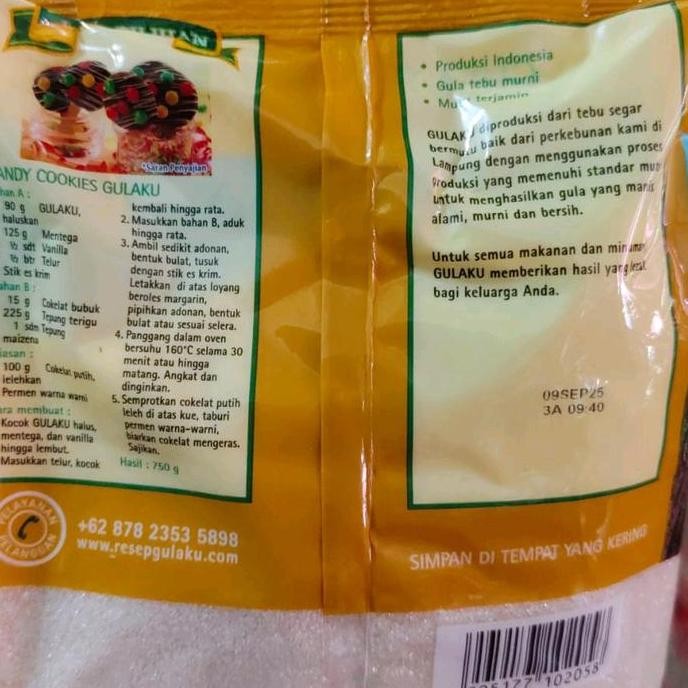 *Saran Penyajian
ANDY COOKIES GULAKU
han A :
90 g GULAKU,
haluskan
125 g Mentega
½ sdt Vanilla
½ btr Telur
Stik es krim
ahan B :
15 g Cokelat bubuk
225 g Tepung terigu
1 sdm Tepung
maizena
iasan :
100 g Cokelat putih,
lelehkan
Permen warna warni
ara membuat :
Kocok GULAKU halus,
mentega, dan vanilla
hingga lembut.
Masukkan telur, kocok
kembali hingga rata.
2. Masukkan bahan B, aduk
hingga rata.
3. Ambil sedikit adonan,
bentuk bulat, tusuk
dengan stik es krim.
Letakkan di atas loyang
beroles margarin,
pipihkan adonan, bentuk
bulat atau sesuai selera.
4. Panggang dalam oven
bersuhu 160°C selama 30
menit atau hingga
matang. Angkat dan
dinginkan.
5. Semprotkan cokelat putih
leleh di atas kue, taburi
permen warna-warni,
biarkan cokelat mengeras.
Sajikan.
Hasil : 750 g
PELAYANAN
PELANGGAN
+62 878 2353 5898
www.resepgulaku.com
• Produksi Indonesia
• Gula tebu murni
• Mutu terjamin
GULAKU diproduksi dari tebu segar
bermutu baik dari perkebunan kami di
Lampung dengan menggunakan proses
produksi yang memenuhi standar mutu
untuk menghasilkan gula yang manis
alami, murni dan bersih.
Untuk semua makanan dan minuman,
GULAKU memberikan hasil yang lezat
bagi keluarga Anda.
09SEP25
3A 09:40
SIMPAN DI TEMPAT YANG KERING
95177 102058